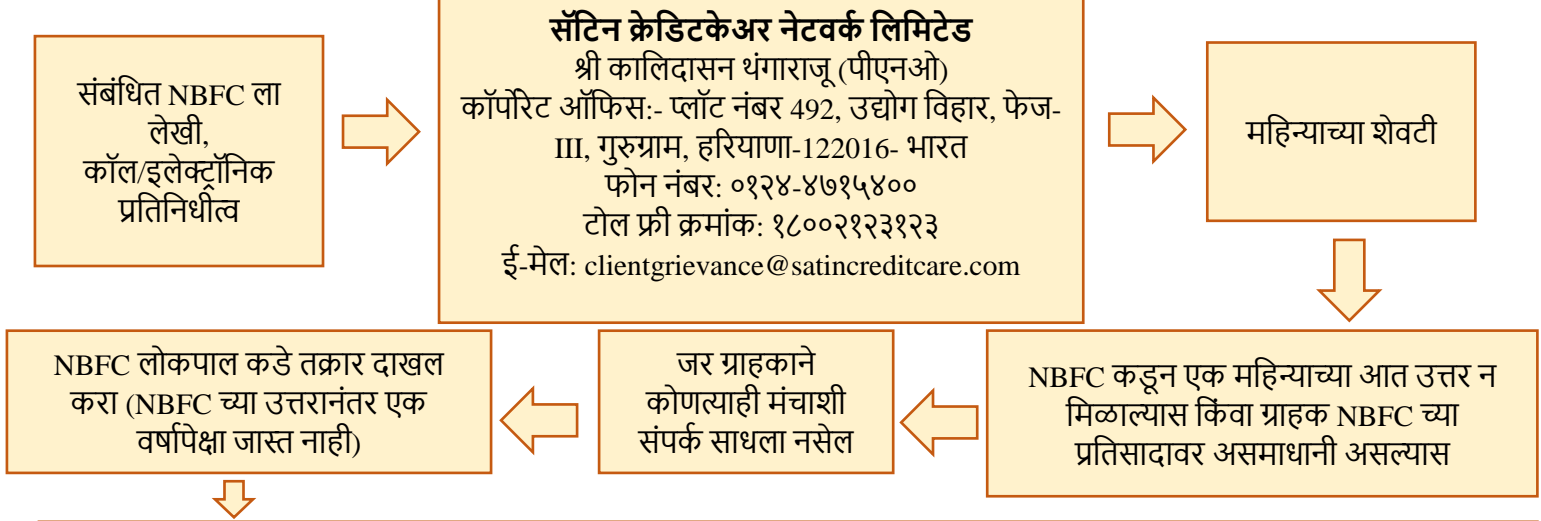 संबंधित NBFC ला
लेखी,
कॉल/इलेक्ट्रॉनिक
प्रतिनिधीत्व
सॅटिन क्रेडिटकेअर नेटवर्क लिमिटेड
श्री कालिदासन थंगाराजू (पीएनओ)
कॉर्पोरेट ऑफिस:- प्लॉट नंबर 492, उद्योग विहार, फेज-
III, गुरुग्राम, हरियाणा-122016- भारत
फोन नंबर: ०१२४-४७१५४००
टोल फ्री क्रमांक: १८००२१२३१२३
ई-मेल: clientgrievance@satincreditcare.com
महिन्याच्या शेवटी
NBFC कडून एक महिन्याच्या आत उत्तर न
मिळाल्यास किंवा ग्राहक NBFC च्या
प्रतिसादावर असमाधानी असल्यास
जर ग्राहकाने
कोणत्याही मंचाशी
संपर्क साधला नसेल
NBFC लोकपाल कडे तक्रार दाखल
करा (NBFC च्या उत्तरानंतर एक
वर्षापेक्षा जास्त नाही)